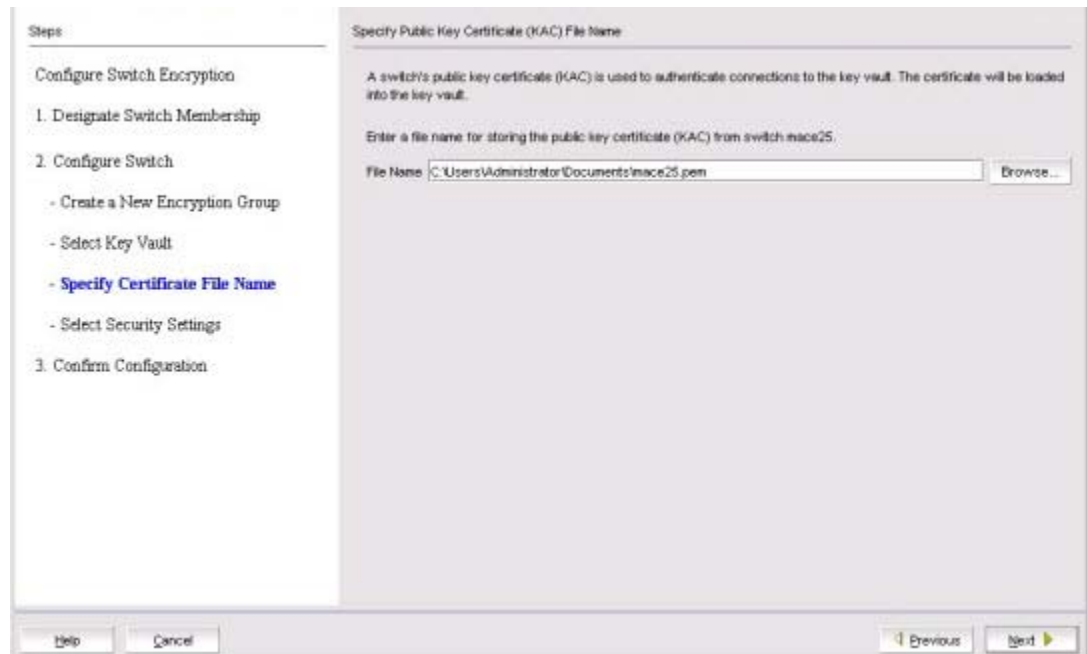 Steps
Configure Switch Encryption
1. Designate Switch Membership
2. Configure Switch
- Create a New Encryption Group
- Select Key Vault
- Specify Certificate File Name
- Select Security Settings
3. Confirm Configuration
Specify Public Key Certificate (KAC) File Name
A switch's public key certificate (KAC) is used to authenticate connections to the key vault. The certificate will be loaded
into the key vault.
Enter a file name for storing the public key certificate (KAC) from switch mace25.
File Name C:\Users\Administrator\Documents\mace25.pem Browse...
Help Cancel Previous Next